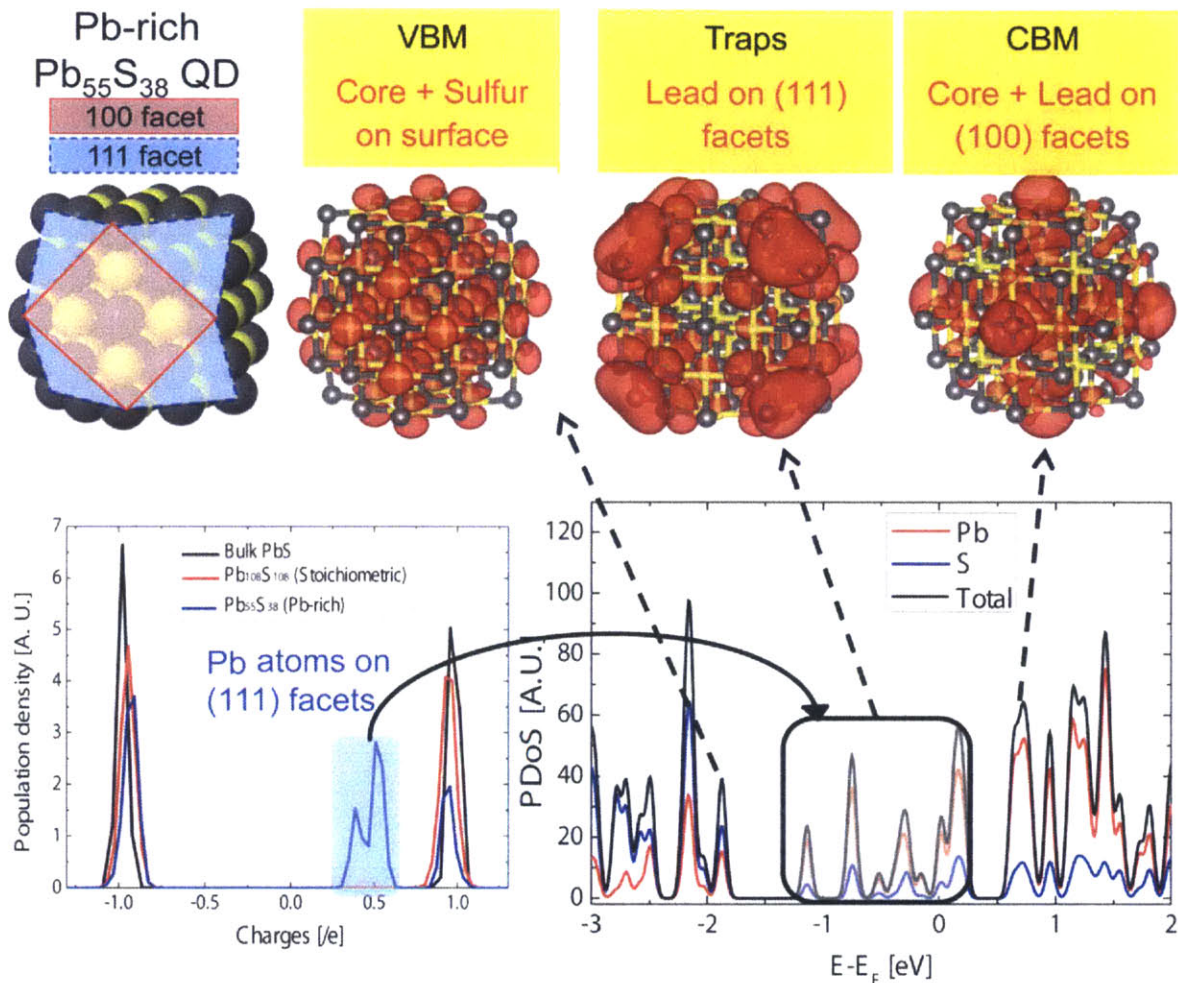 Pb-rich
Pb₅₅S₃₈ QD
100 facet
111 facet
VBM
Core + Sulfur
on surface
Traps
Lead on (111)
facets
CBM
Core + Lead on
(100) facets
7
6
5
4
3
2
1
0
Population density [A. U.]
-1.0
-0.5
0.0
0.5
1.0
Charges [/e]
Bulk PbS
Pb₁₀₈S₁₀₈ (Stoichiometric)
Pb₅₅S₃₈ (Pb-rich)
Pb atoms on
(111) facets
120
100
80
60
40
20
0
PDoS [A.U.]
Pb
S
Total
-3
-2
-1
0
1
2
E-E_F [eV]